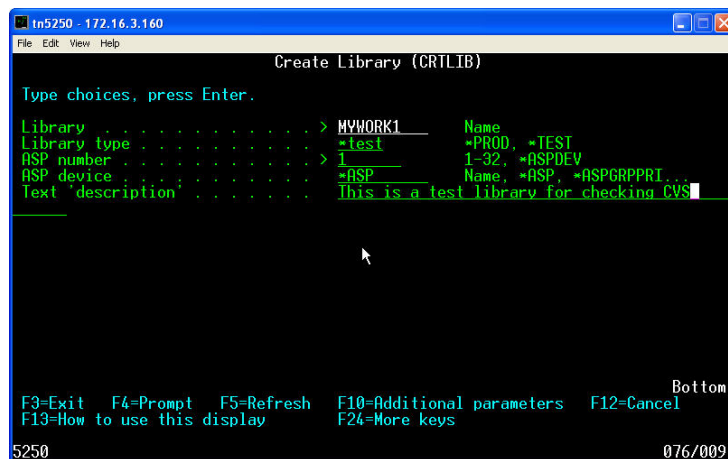 tn5250 - 172.16.3.160
File Edit View Help
Create Library (CRTLIB)
Type choices, press Enter.
Library . . . . . . . . . . . . > MYWORK1 Name
Library type . . . . . . . . . . *test *PROD, *TEST
ASP number . . . . . . . . . . . > 1 1-32, *ASPDEV
ASP device . . . . . . . . . . . *ASP Name, *ASP, *ASPGRPPRI...
Text 'description' . . . . . . . This is a test library for checking CVS
Bottom
F3=Exit F4=Prompt F5=Refresh F10=Additional parameters F12=Cancel
F13=How to use this display F24=More keys
5250 076/009